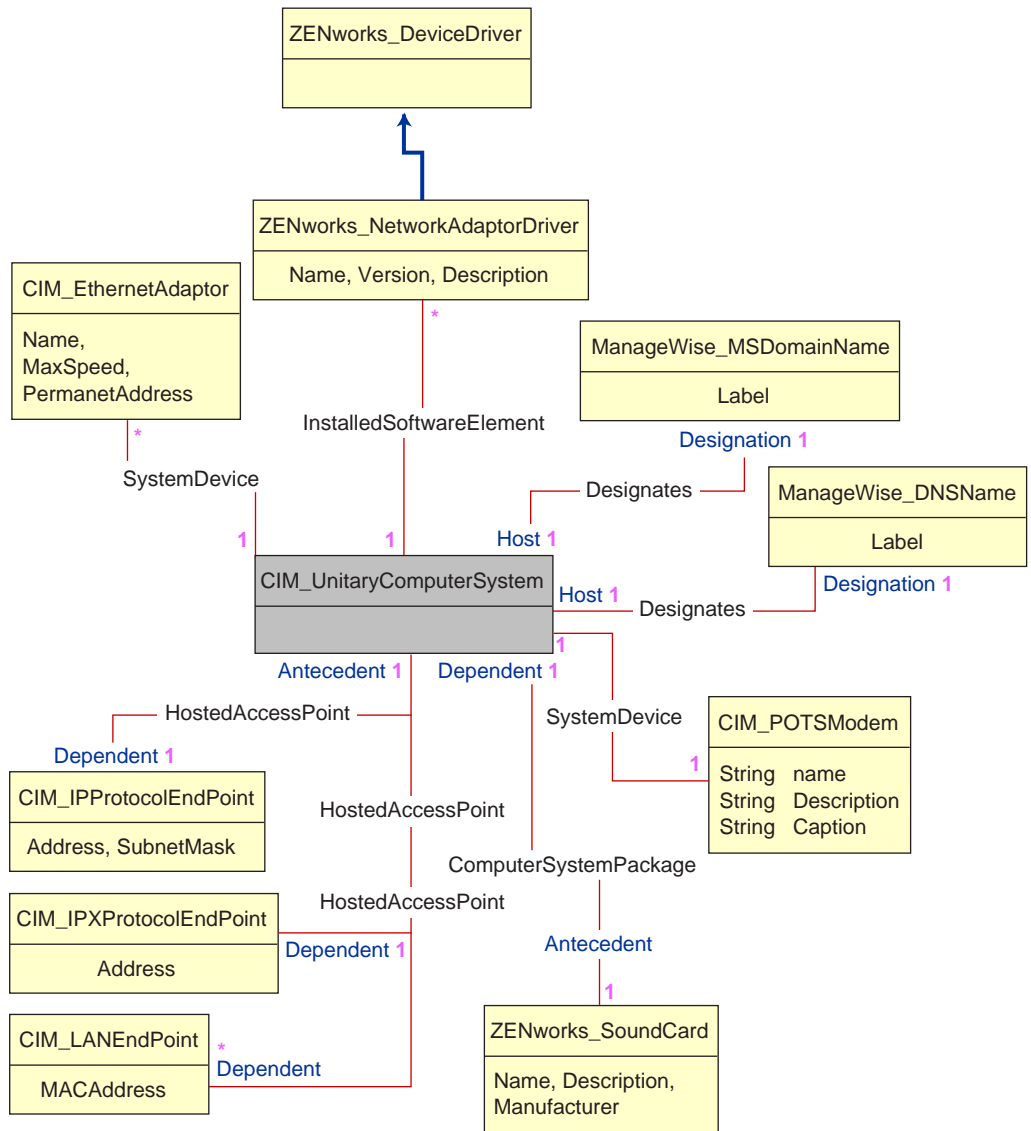 ZENworks_DeviceDriver
ZENworks_NetworkAdaptorDriver
Name, Version, Description
*
CIM_EthernetAdaptor
Name,
MaxSpeed,
PermanetAddress
*
SystemDevice
1
InstalledSoftwareElement
1
ManageWise_MSDomainName
Label
Designation 1
Designates
Host 1
ManageWise_DNSName
Label
Designation 1
Host 1
Designates
CIM_UnitaryComputerSystem
Antecedent 1
Dependent 1
1
HostedAccessPoint
Dependent 1
CIM_IPProtocolEndPoint
Address, SubnetMask
HostedAccessPoint
HostedAccessPoint
CIM_IPXProtocolEndPoint
Address
Dependent 1
CIM_LANEndPoint
MACAddress
*
Dependent
SystemDevice
1
CIM_POTSModem
String name
String Description
String Caption
ComputerSystemPackage
Antecedent
1
ZENworks_SoundCard
Name, Description,
Manufacturer